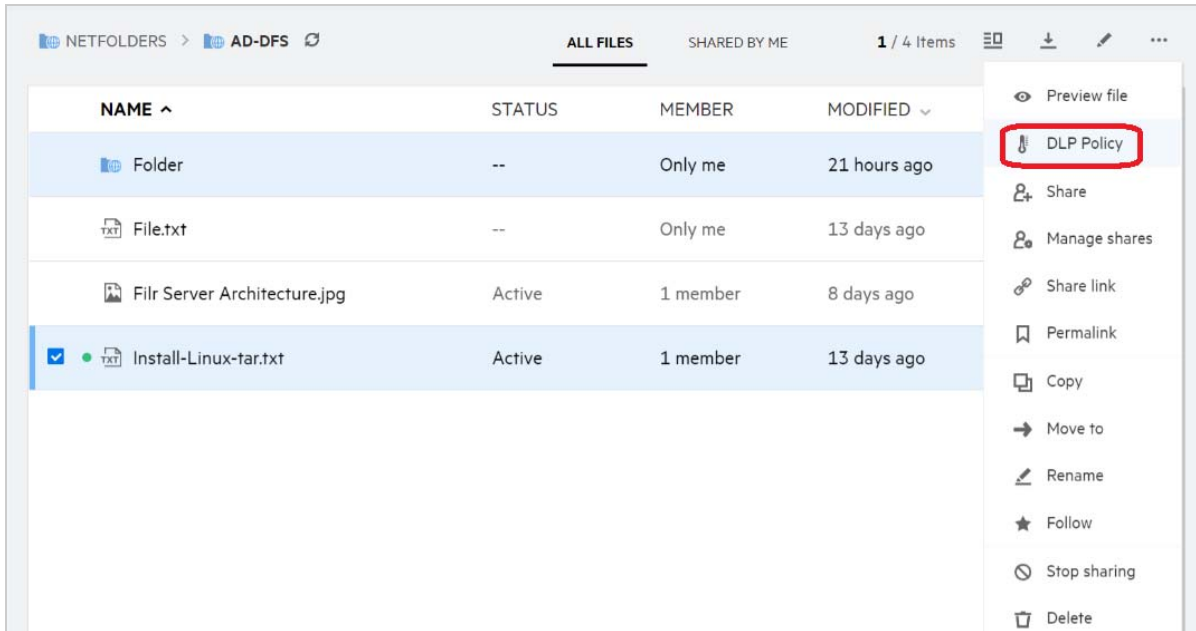 NETFOLDERS > AD-DFS
ALL FILES SHARED BY ME 1 / 4 Items ...
NAME STATUS MEMBER MODIFIED
Folder -- Only me 21 hours ago
TXT File.txt -- Only me 13 days ago
Filr Server Architecture.jpg Active 1 member 8 days ago
TXT Install-Linux-tar.txt Active 1 member 13 days ago
Preview file
DLP Policy
Share
Manage shares
Share link
Permalink
Copy
Move to
Rename
Follow
Stop sharing
Delete